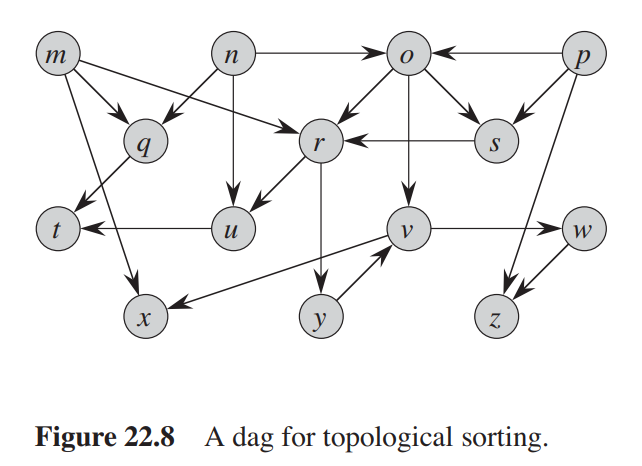 m n o p
q r s
t u v w
x y z
Figure 22.8 A dag for topological sorting.